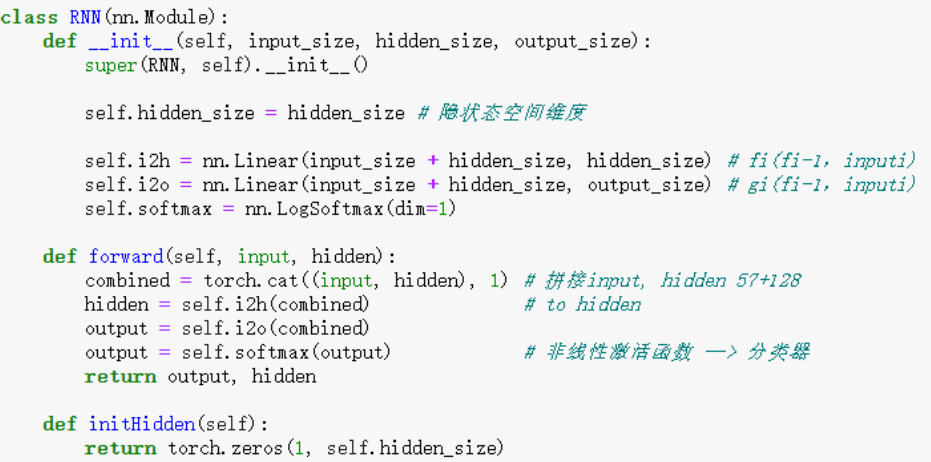 class RNN(nn.Module):
    def __init__(self, input_size, hidden_size, output_size):
        super(RNN, self).__init__()
        self.hidden_size = hidden_size # 隐状态空间维度
        self.i2h = nn.Linear(input_size + hidden_size, hidden_size) # fi(fi-1，inputi)
        self.i2o = nn.Linear(input_size + hidden_size, output_size) # gi(fi-1，inputi)
        self.softmax = nn.LogSoftmax(dim=1)
    def forward(self, input, hidden):
        combined = torch.cat((input, hidden), 1) # 拼接input, hidden 57+128
        hidden = self.i2h(combined)              # to hidden
        output = self.i2o(combined)
        output = self.softmax(output)            # 非线性激活函数 —> 分类器
        return output, hidden
    def initHidden(self):
        return torch.zeros(1, self.hidden_size)